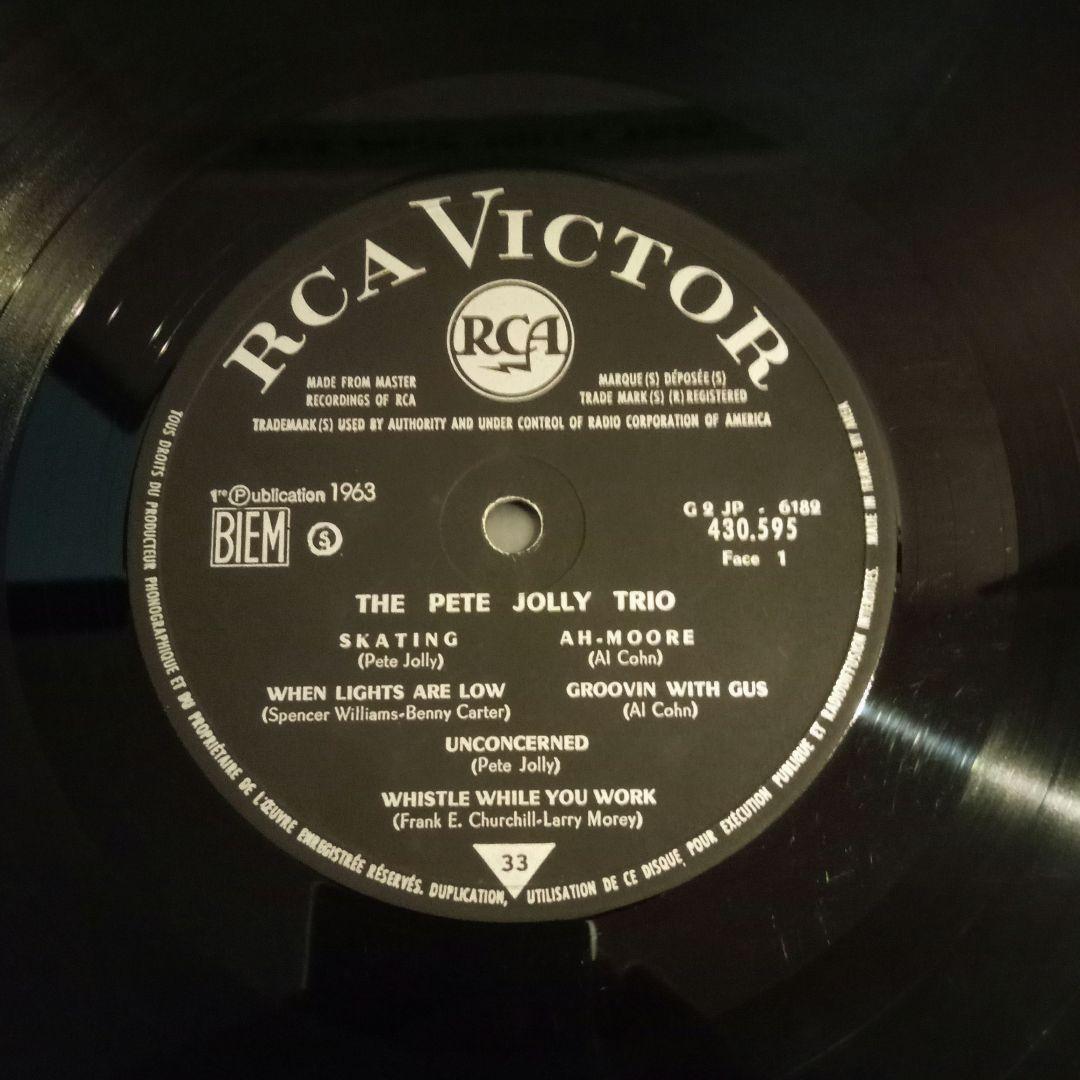 RCA VICTOR
RCA
MADE FROM MASTER
RECORDINGS OF RCA
MARQUE(S) DÉPOSÉE(S)
TRADE MARK(S) (R) REGISTERED
TRADEMARK(S) USED BY AUTHORITY AND UNDER CONTROL OF RADIO CORPORATION OF AMERICA
1re Ⓟublication 1963
BIEM
S
G2 JP - 6182
430.595
Face 1
THE PETE JOLLY TRIO
SKATING
(Pete Jolly)
AH-MOORE
(Al Cohn)
WHEN LIGHTS ARE LOW
(Spencer Williams-Benny Carter)
GROOVIN WITH GUS
(Al Cohn)
UNCONCERNED
(Pete Jolly)
WHISTLE WHILE YOU WORK
(Frank E. Churchill-Larry Morey)
33
TOUS DROITS DU PRODUCTEUR PHONOGRAPHIQUE ET DU PROPRIÉTAIRE DE L'ŒUVRE ENREGISTRÉE RÉSERVÉS. DUPLICATION, UTILISATION DE CE DISQUE POUR EXÉCUTION PUBLIQUE ET RADIODIFFUSION INTERDITES. MADE IN FRANCE BY